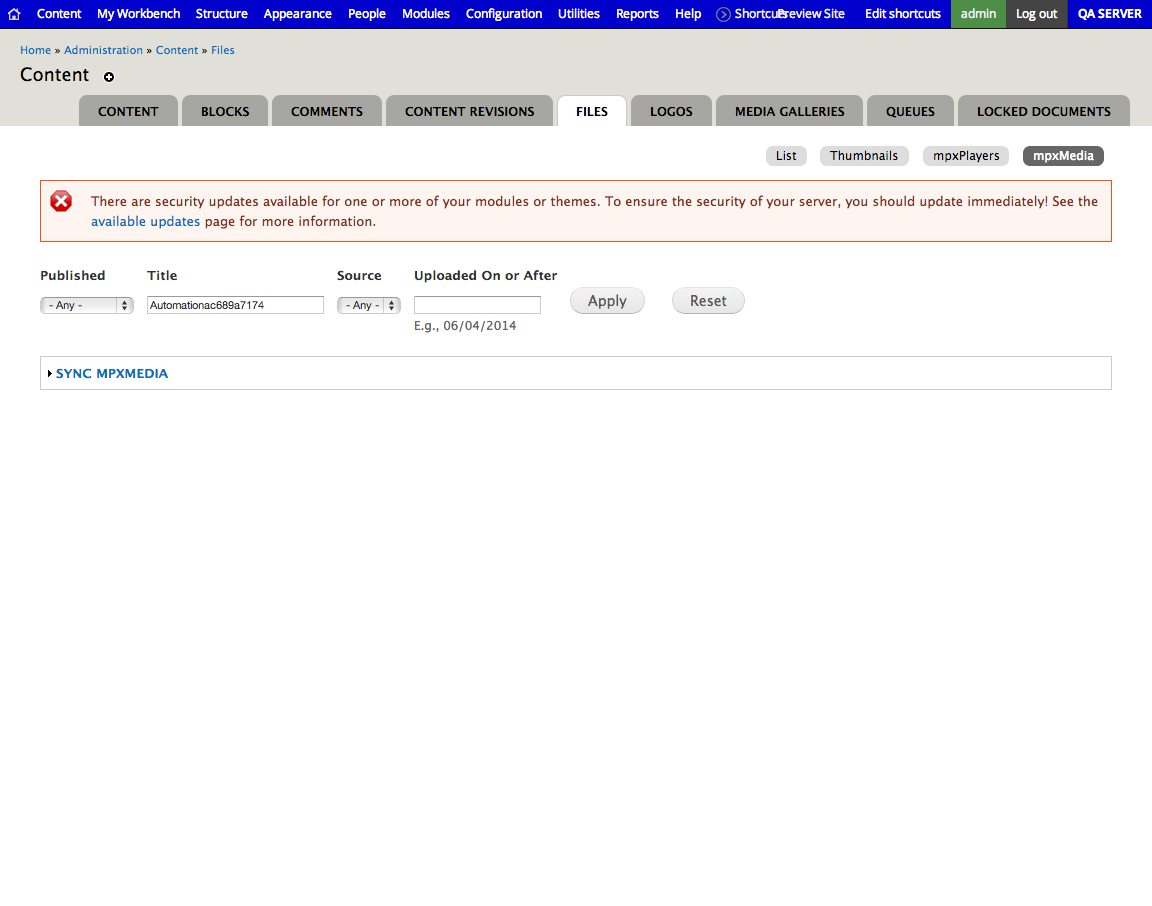 Content My Workbench Structure Appearance People Modules Configuration Utilities Reports Help Shortcuts Preview Site Edit shortcuts admin Log out QA SERVER
Home » Administration » Content » Files
Content
CONTENT BLOCKS COMMENTS CONTENT REVISIONS FILES LOGOS MEDIA GALLERIES QUEUES LOCKED DOCUMENTS
List Thumbnails mpxPlayers mpxMedia
There are security updates available for one or more of your modules or themes. To ensure the security of your server, you should update immediately! See the
available updates page for more information.
Published Title Source Uploaded On or After
- Any - Automationac689a7174 - Any - Apply Reset
E.g., 06/04/2014
SYNC MPXMEDIA